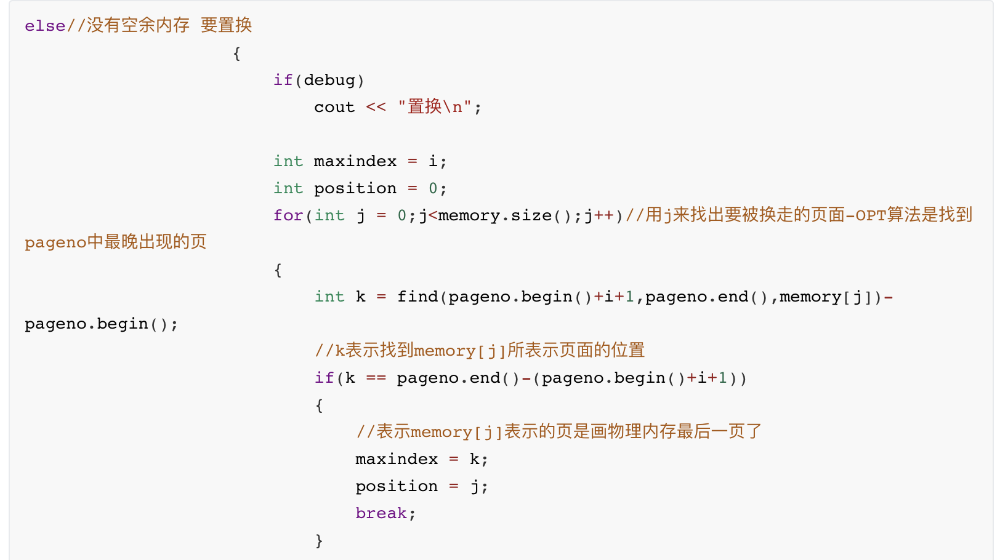 else//没有空余内存 要置换
{
if(debug)
cout << "置换\n";
int maxindex = i;
int position = 0;
for(int j = 0;j<memory.size();j++)//用j来找出要被换走的页面-OPT算法是找到
pageno中最晚出现的页
{
int k = find(pageno.begin()+i+1,pageno.end(),memory[j])-
pageno.begin();
//k表示找到memory[j]所表示页面的位置
if(k == pageno.end()-(pageno.begin()+i+1))
{
//表示memory[j]表示的页是画物理内存最后一页了
maxindex = k;
position = j;
break;
}